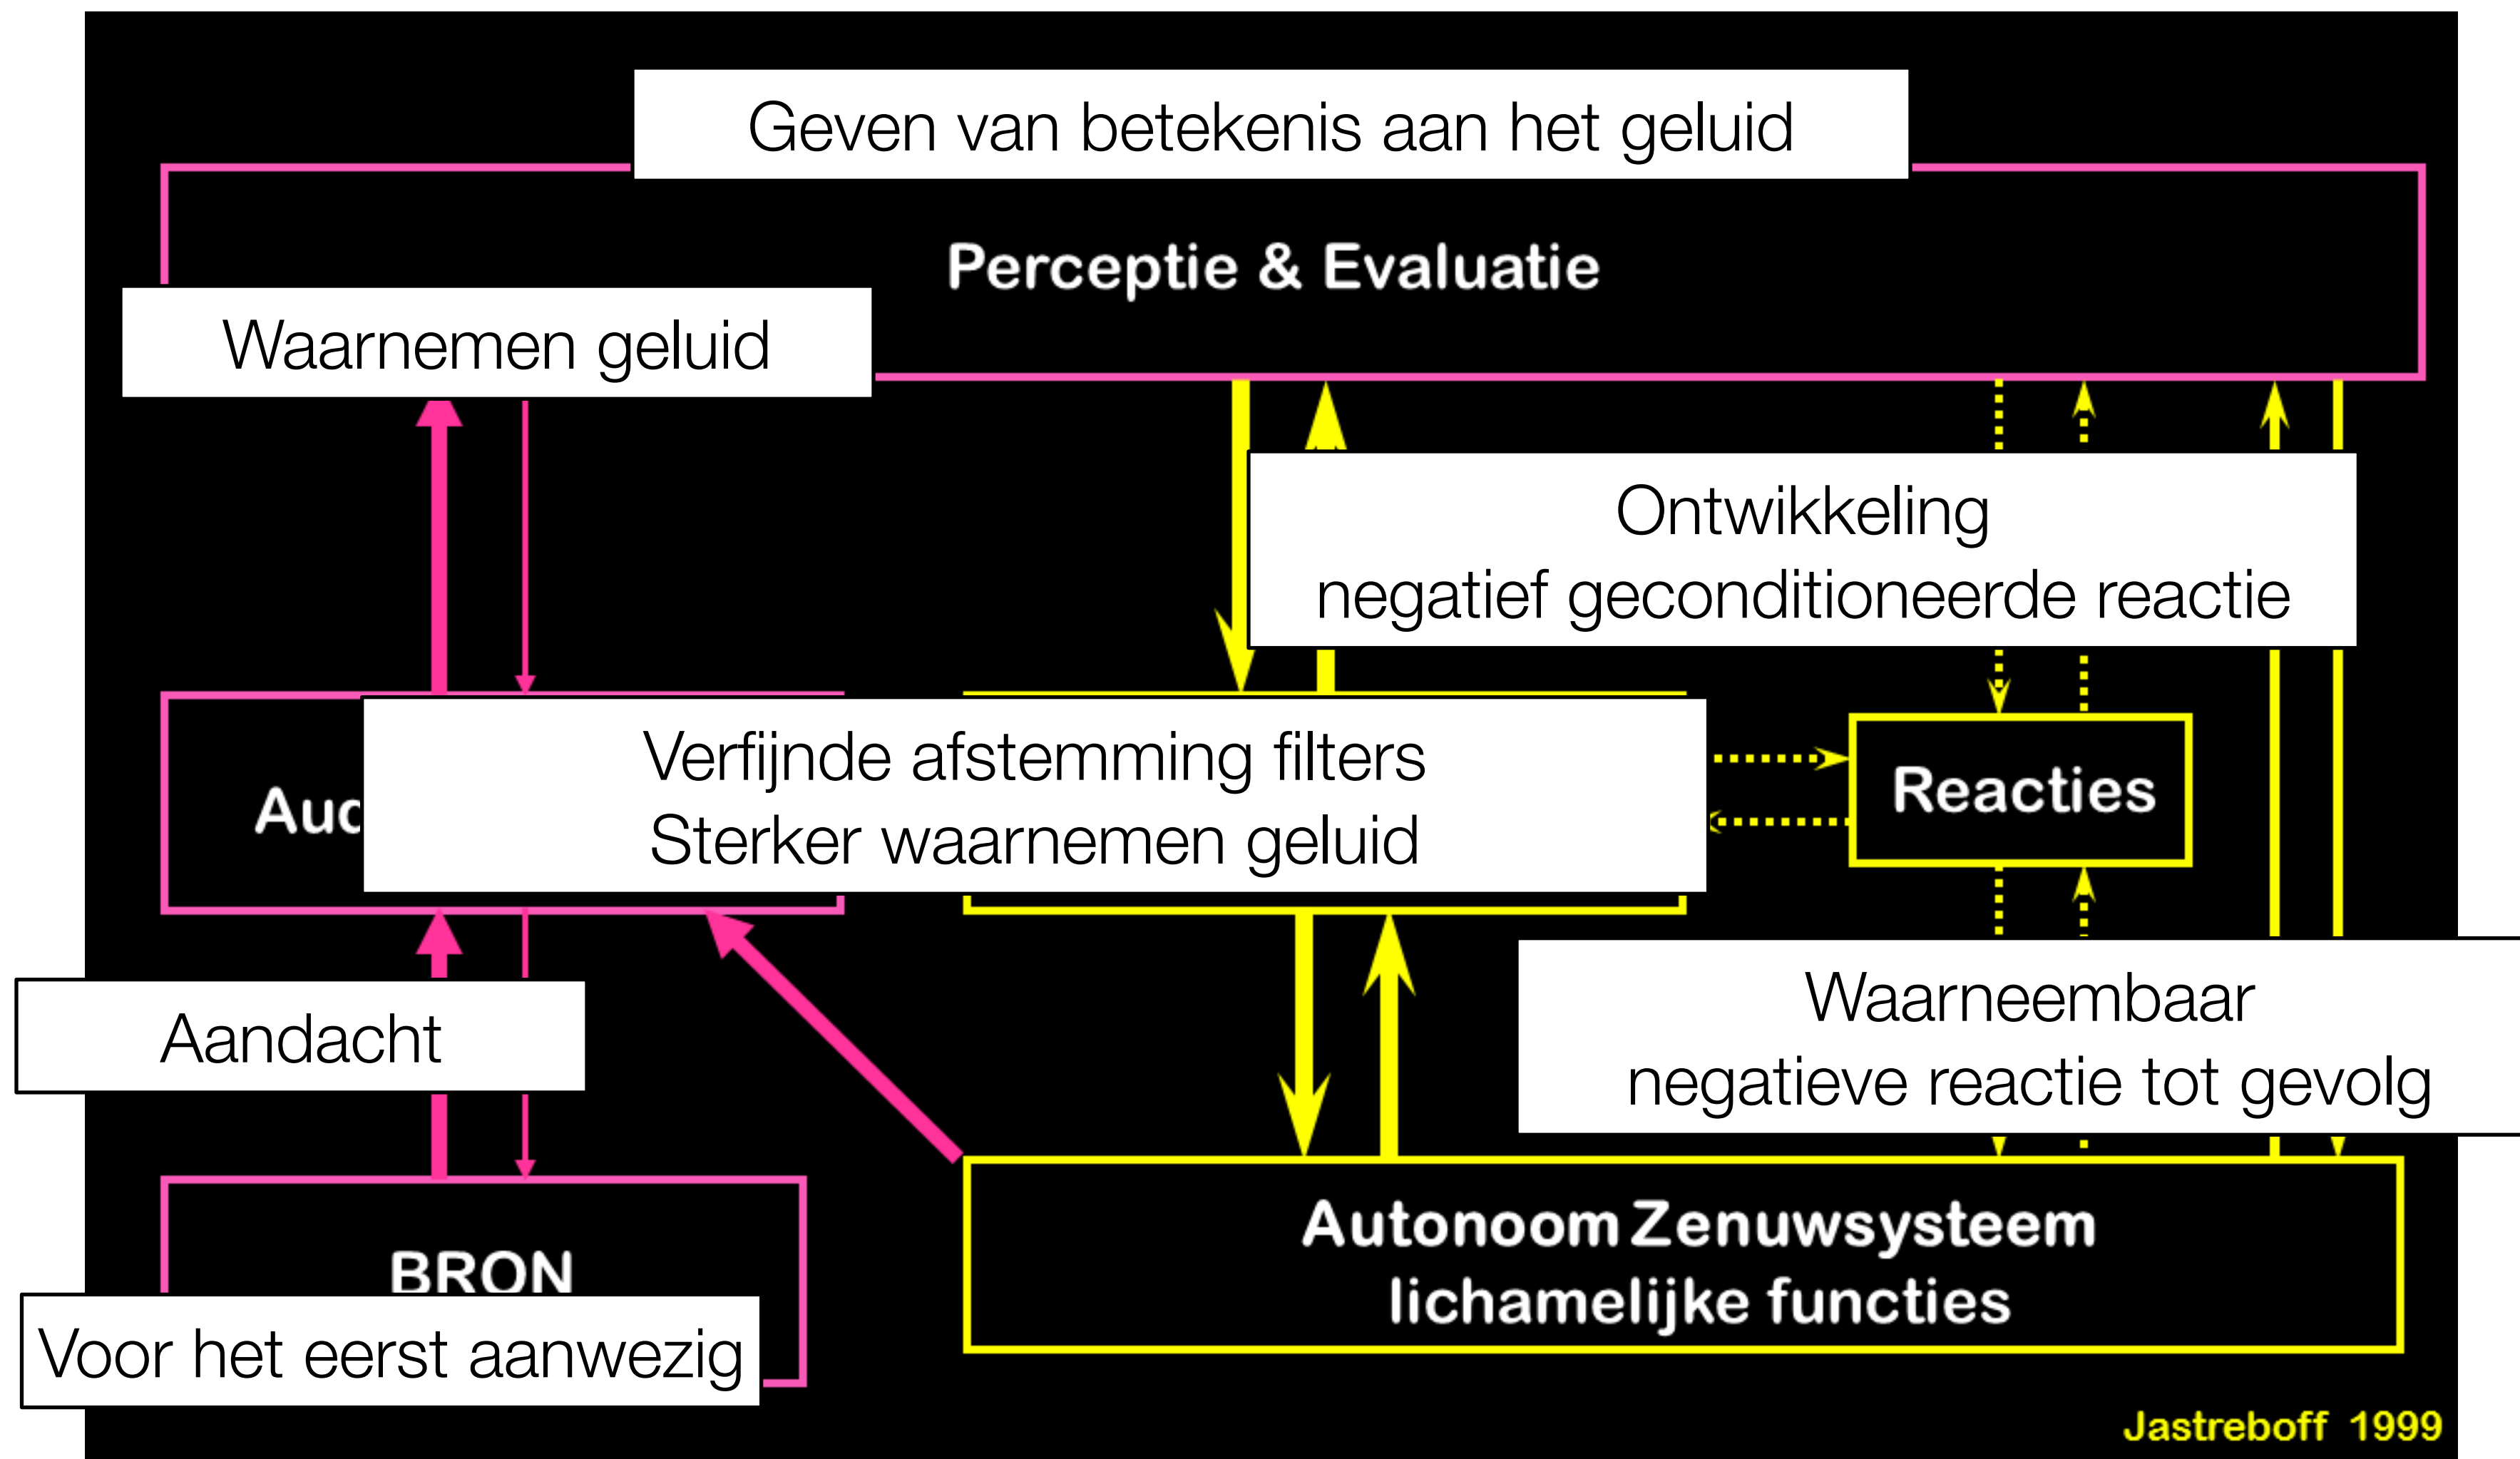 Geven van betekenis aan het geluid
Perceptie & Evaluatie
Waarnemen geluid
Ontwikkeling
negatief geconditioneerde reactie
Verfijnde afstemming filters
Sterker waarnemen geluid
Reacties
Aandacht
Waarneembaar
negatieve reactie tot gevolg
BRON
Voor het eerst aanwezig
Autonoom Zenuwsysteem
lichamelijke functies
Jastreboff 1999